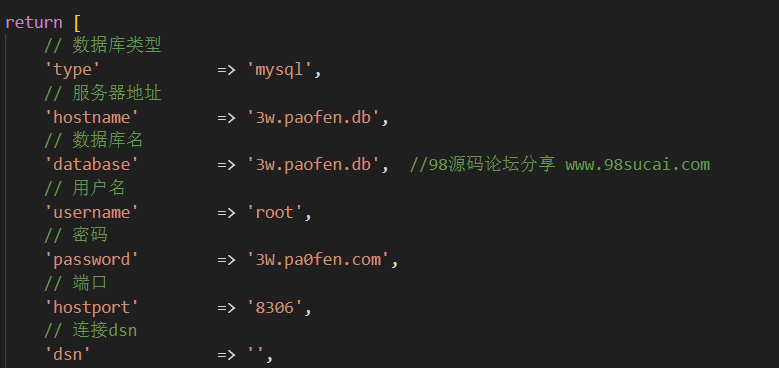 return [
    // 数据库类型
    'type'            => 'mysql',
    // 服务器地址
    'hostname'        => '3w.paofen.db',
    // 数据库名
    'database'        => '3w.paofen.db',  //98源码论坛分享 www.98sucai.com
    // 用户名
    'username'        => 'root',
    // 密码
    'password'        => '3W.pa0fen.com',
    // 端口
    'hostport'        => '8306',
    // 连接dsn
    'dsn'             => '',